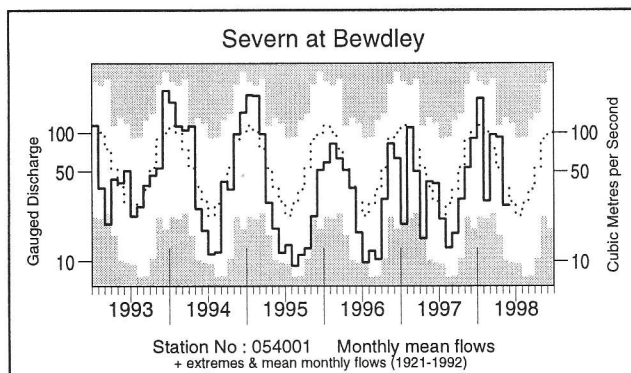 Severn at Bewdley
Gauged Discharge
100
50
10
100
50
10
Cubic Metres per Second
1993 1994 1995 1996 1997 1998
Station No : 054001 Monthly mean flows
+ extremes & mean monthly flows (1921-1992)